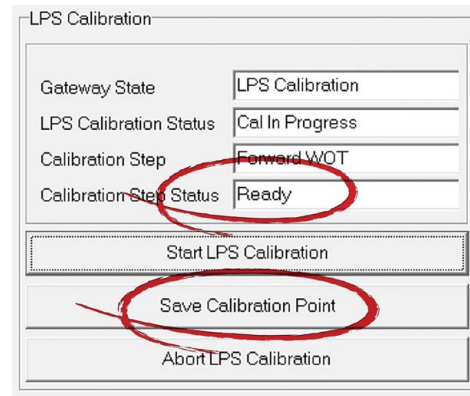 LPS Calibration
Gateway State LPS Calibration
LPS Calibration Status Cal In Progress
Calibration Step Forward WOT
Calibration Step Status Ready
Start LPS Calibration
Save Calibration Point
Abort LPS Calibration